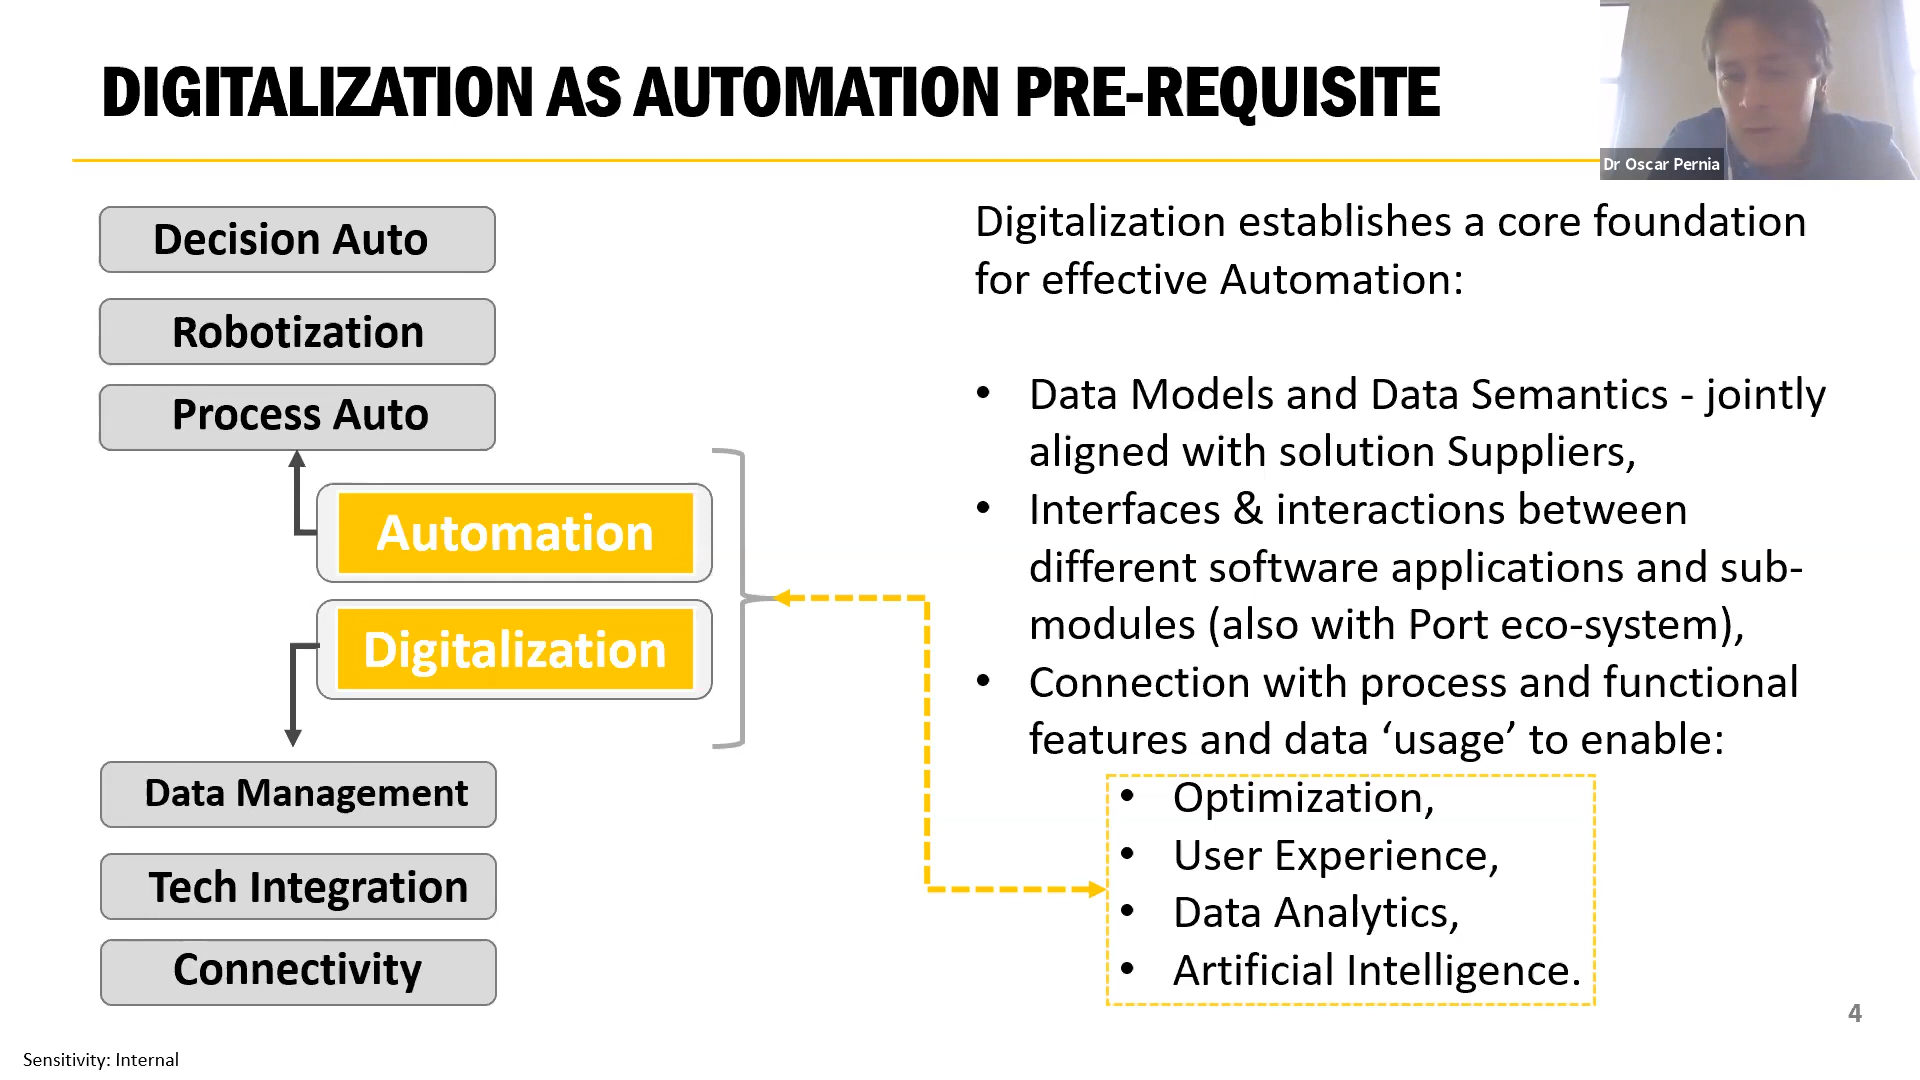 DIGITALIZATION AS AUTOMATION PRE-REQUISITE
Dr Oscar Pernia
Decision Auto
Robotization
Process Auto
Automation
Digitalization
Data Management
Tech Integration
Connectivity
Digitalization establishes a core foundation
for effective Automation:
• Data Models and Data Semantics - jointly
aligned with solution Suppliers,
• Interfaces & interactions between
different software applications and sub-
modules (also with Port eco-system),
• Connection with process and functional
features and data ‘usage’ to enable:
• Optimization,
• User Experience,
• Data Analytics,
• Artificial Intelligence.
4
Sensitivity: Internal